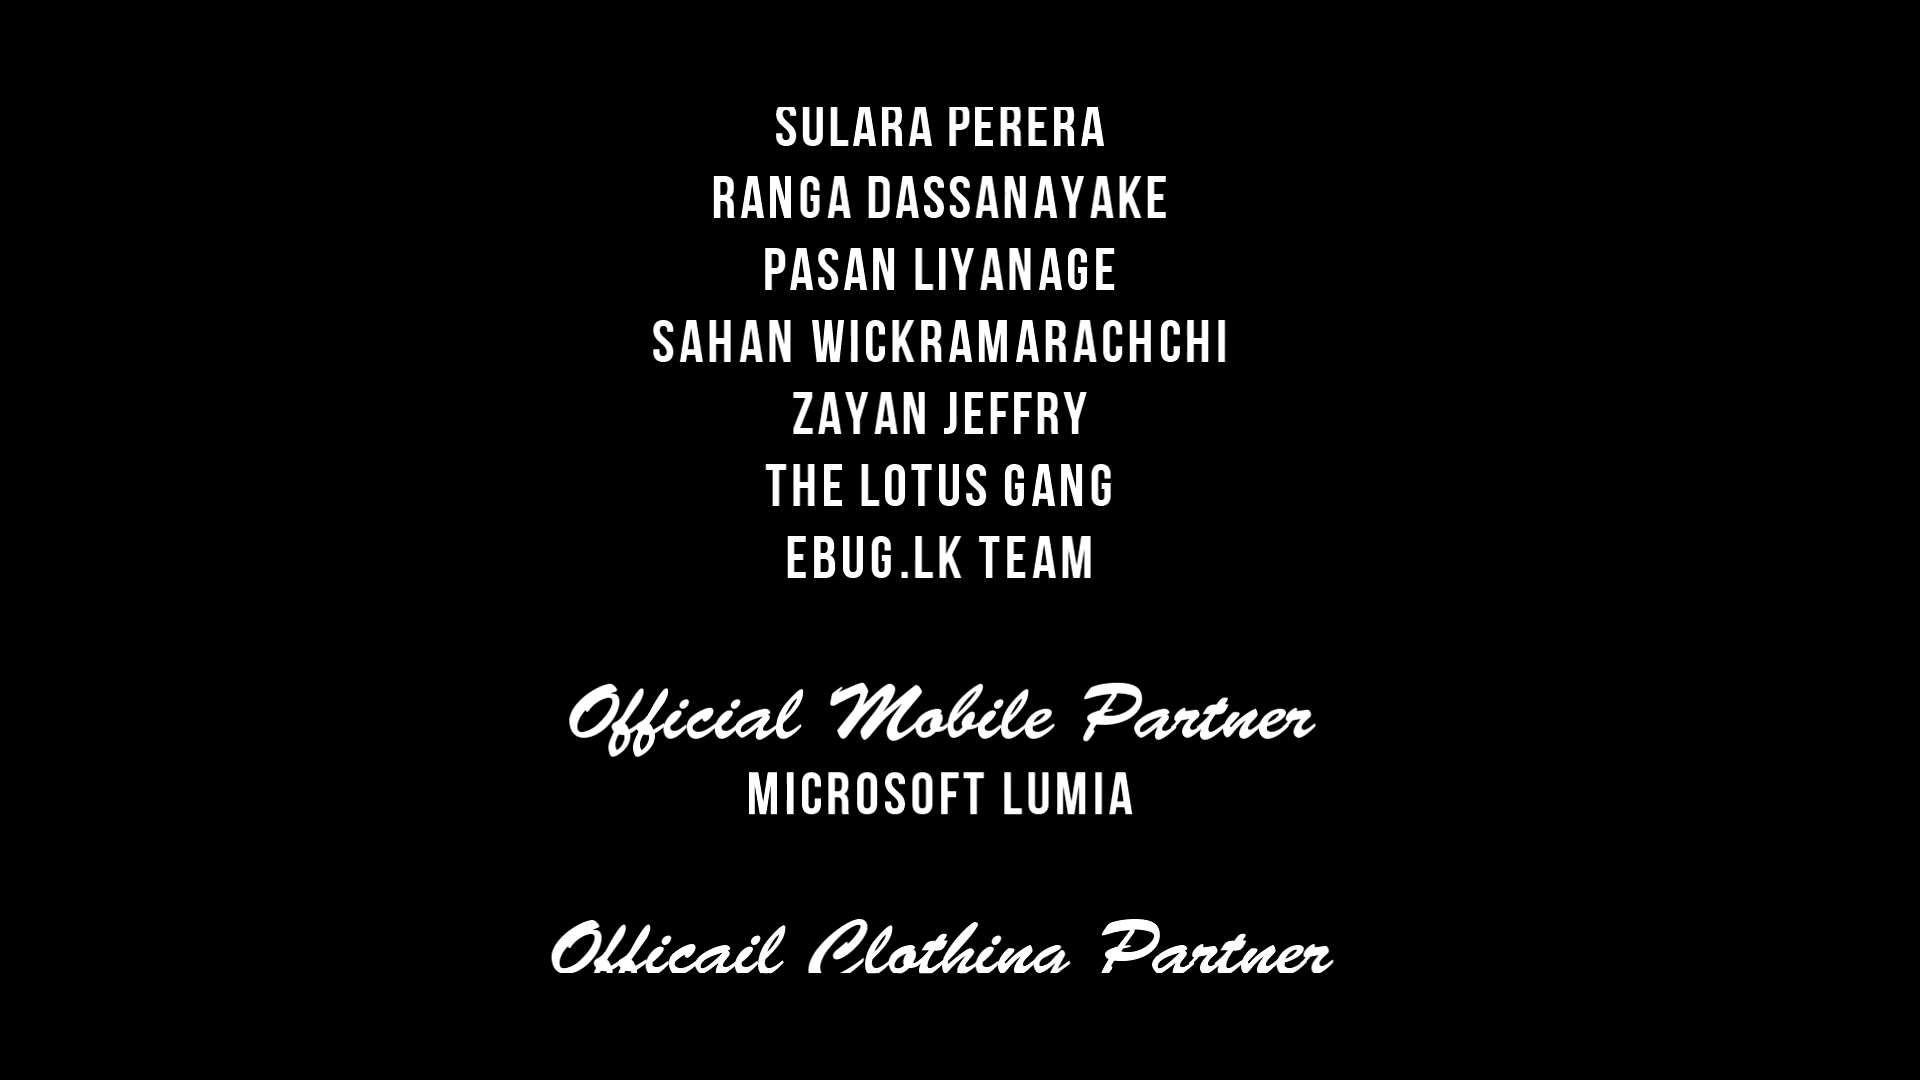 SULARA PERERA
RANGA DASSANAYAKE
PASAN LIYANAGE
SAHAN WICKRAMARACHCHI
ZAYAN JEFFRY
THE LOTUS GANG
EBUG.LK TEAM
Official Mobile Partner
MICROSOFT LUMIA
Officail Clothing Partner